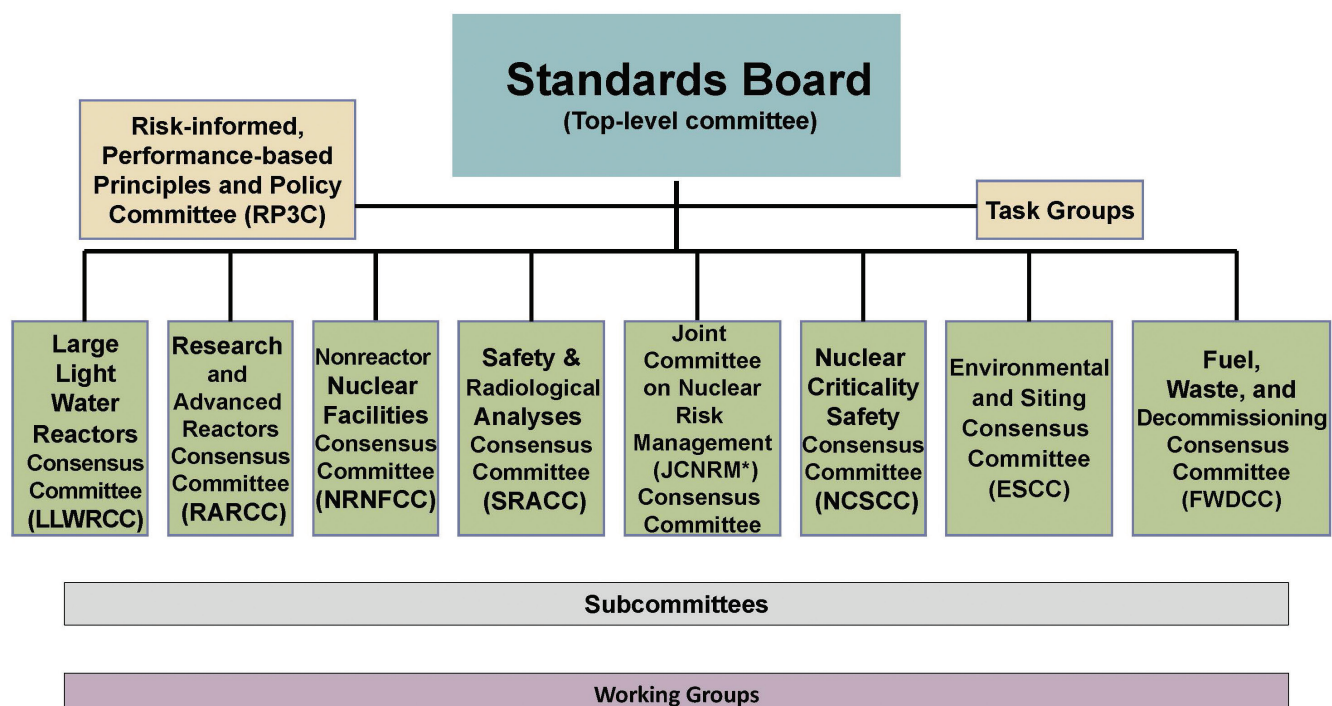 Standards Board
(Top-level committee)
Risk-informed,
Performance-based
Principles and Policy
Committee (RP3C)
Task Groups
Large
Light
Water
Reactors
Consensus
Committee
(LLWRCC)
Research
and
Advanced
Reactors
Consensus
Committee
(RARCC)
Nonreactor
Nuclear
Facilities
Consensus
Committee
(NRNFCC)
Safety &
Radiological
Analyses
Consensus
Committee
(SRACC)
Joint
Committee
on Nuclear
Risk
Management
(JCNRM*)
Consensus
Committee
Nuclear
Criticality
Safety
Consensus
Committee
(NCSCC)
Environmental
and Siting
Consensus
Committee
(ESCC)
Fuel,
Waste, and
Decommissioning
Consensus
Committee
(FWDCC)
Subcommittees
Working Groups